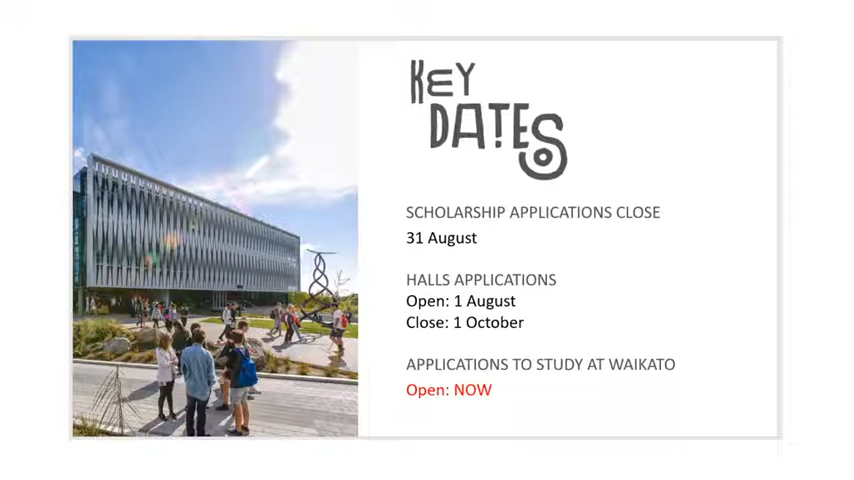 KEY
DATES
SCHOLARSHIP APPLICATIONS CLOSE
31 August
HALLS APPLICATIONS
Open: 1 August
Close: 1 October
APPLICATIONS TO STUDY AT WAIKATO
Open: NOW